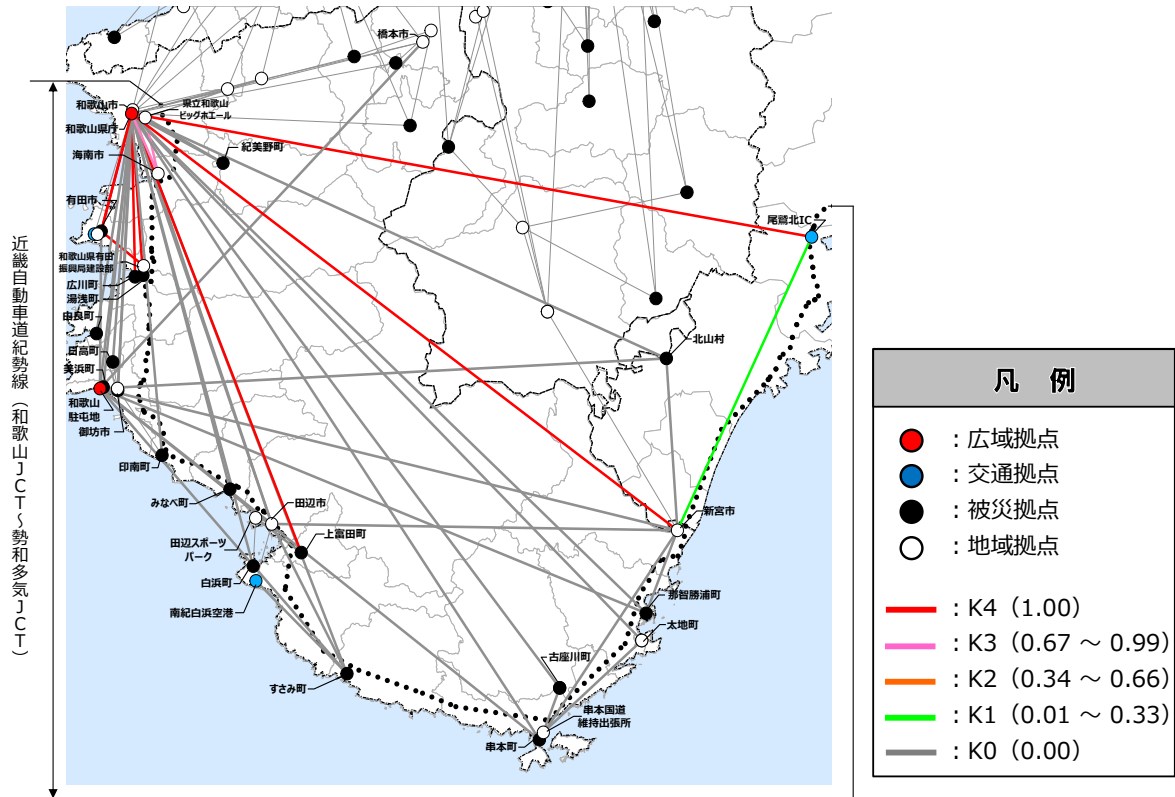 橋本市
和歌山市
県立和歌山
ビッグホエール
和歌山県庁
海南市
紀美野町
有田市
尾鷲北IC
和歌山県有田
振興局建設部
広川町
湯浅町
由良町
北山村
日高町
美浜町
和歌山
駐屯地
御坊市
印南町
みなべ町
田辺市
新宮市
田辺スポーツ
パーク
上富田町
白浜町
那智勝浦町
南紀白浜空港
太地町
古座川町
すさみ町
串本国道
維持出張所
串本町
近畿自動車道紀勢線（和歌山JCT～勢和多気JCT）
凡 例
：広域拠点
：交通拠点
：被災拠点
：地域拠点
：K4（1.00）
：K3（0.67 ～ 0.99）
：K2（0.34 ～ 0.66）
：K1（0.01 ～ 0.33）
：K0（0.00）